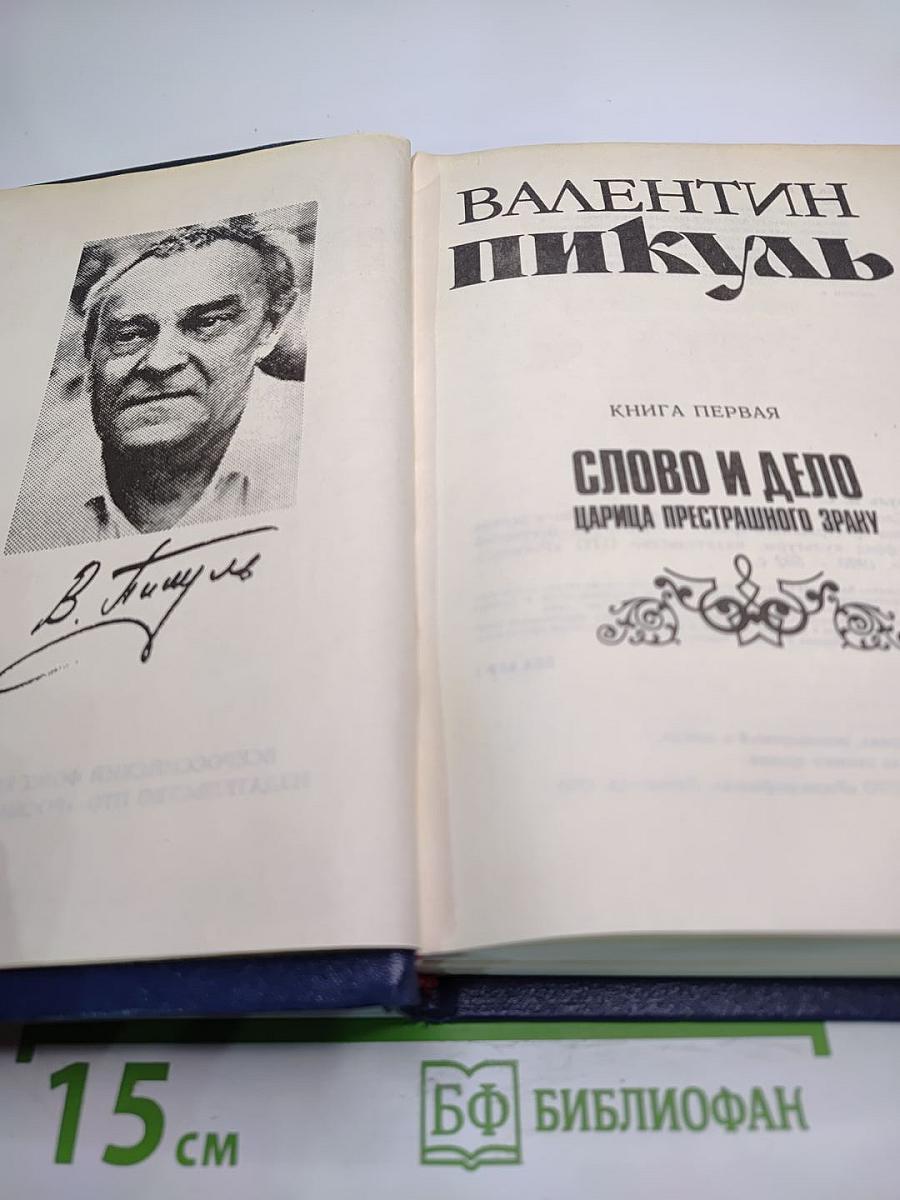 В. Пикуль
ВАЛЕНТИН
ПИКУЛЬ
КНИГА ПЕРВАЯ
СЛОВО И ДЕЛО
ЦАРИЦА ПРЕСТРАШНОГО ЗРАКУ
15 см
БФ БИБЛИОФАН